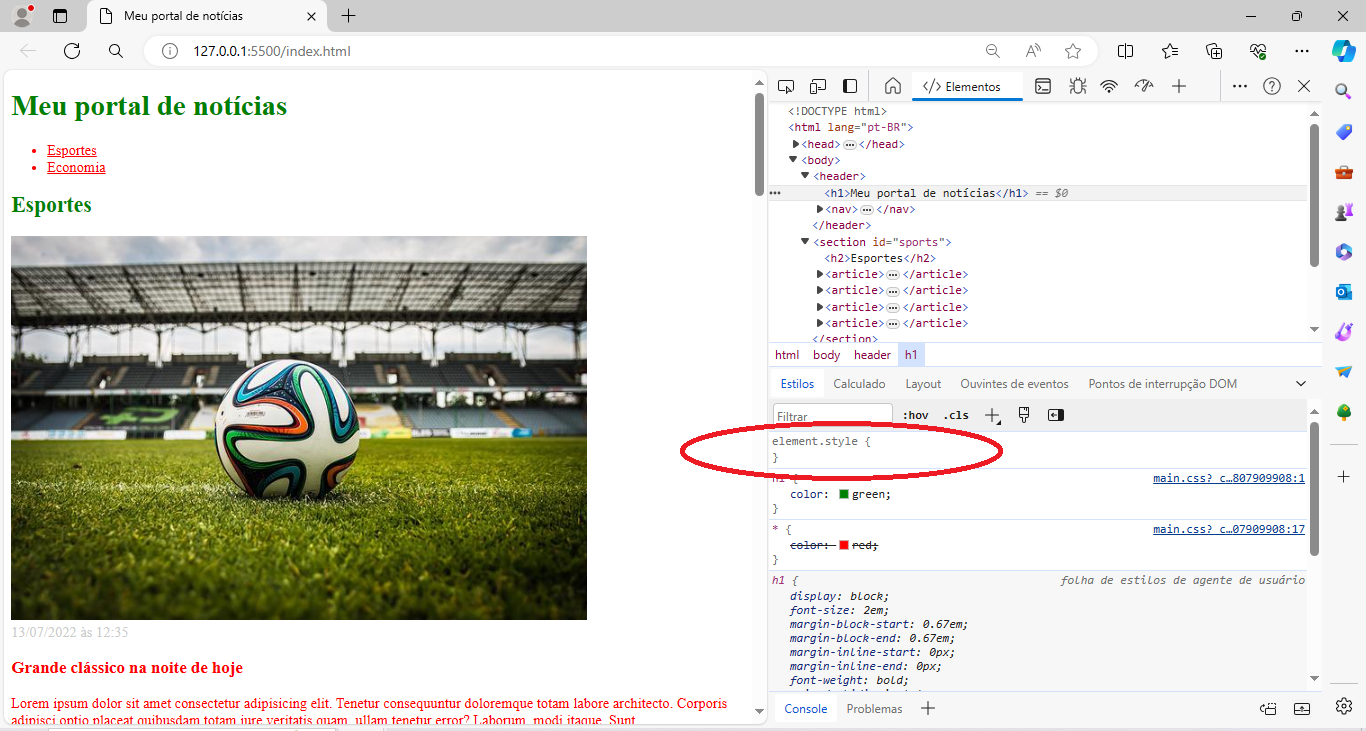 Meu portal de notícias
127.0.0.1:5500/index.html
Meu portal de notícias
Esportes
Economia
Esportes
13/07/2022 às 12:35
Grande clássico na noite de hoje
Lorem ipsum dolor sit amet consectetur adipisicing elit. Tenetur consequuntur doloremque totam labore architecto. Corporis
adipisci optio placeat quibusdam totam iure veritatis quam, ullam tenetur error? Laborum, modi itaque. Sunt
</> Elementos
<!DOCTYPE html>
<html lang="pt-BR">
<head> … </head>
<body>
<header>
<h1>Meu portal de notícias</h1> == $0
<nav> … </nav>
</header>
<section id="sports">
<h2>Esportes</h2>
<article> … </article>
<article> … </article>
<article> … </article>
<article> … </article>
</section>
html body header h1
Estilos Calculado Layout Ouvintes de eventos Pontos de interrupção DOM
Filtrar :hov .cls
element.style {
}
h1 { main.css? c…807909908:1
color: green;
}
* { main.css? c…07909908:17
color: red;
}
h1 { folha de estilos de agente de usuário
display: block;
font-size: 2em;
margin-block-start: 0.67em;
margin-block-end: 0.67em;
margin-inline-start: 0px;
margin-inline-end: 0px;
font-weight: bold;
Console Problemas